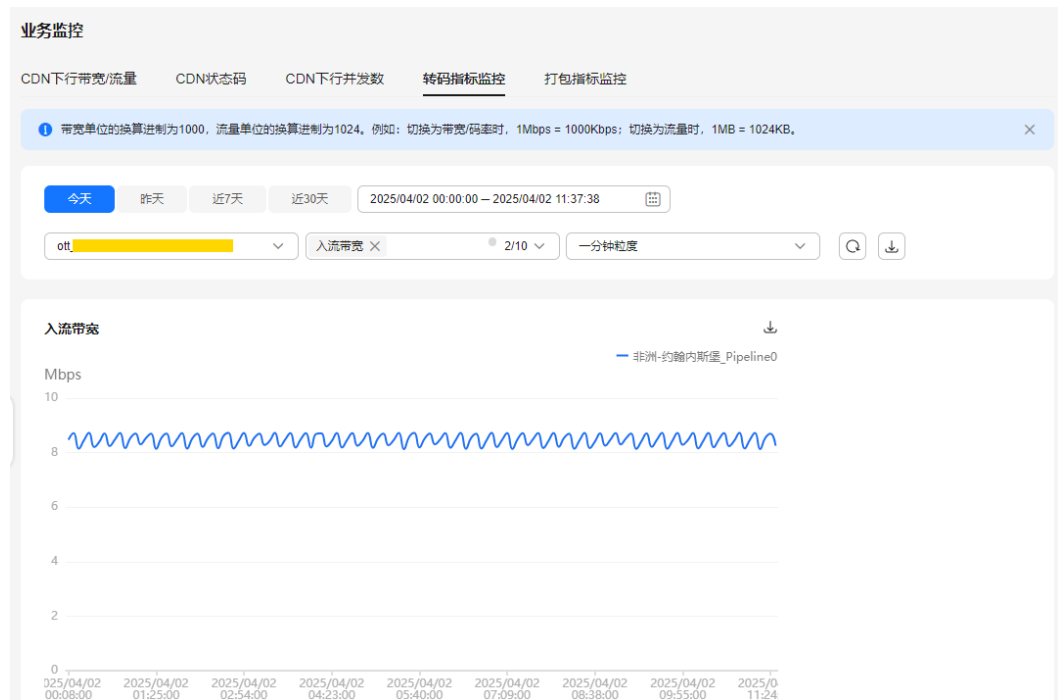 业务监控
CDN下行带宽/流量 CDN状态码 CDN下行并发数 转码指标监控 打包指标监控
带宽单位的换算进制为1000，流量单位的换算进制为1024。例如：切换为带宽/码率时，1Mbps = 1000Kbps；切换为流量时，1MB = 1024KB。
今天 昨天 近7天 近30天 2025/04/02 00:00:00 — 2025/04/02 11:37:38
ott_ 入流带宽 2/10 一分钟粒度
入流带宽
非洲-约翰内斯堡_Pipeline0
Mbps
10
8
6
4
2
0
025/04/02 2025/04/02 2025/04/02 2025/04/02 2025/04/02 2025/04/02 2025/04/02 2025/04/02 2025/0
00:08:00 01:25:00 02:54:00 04:23:00 05:40:00 07:09:00 08:38:00 09:55:00 11:24